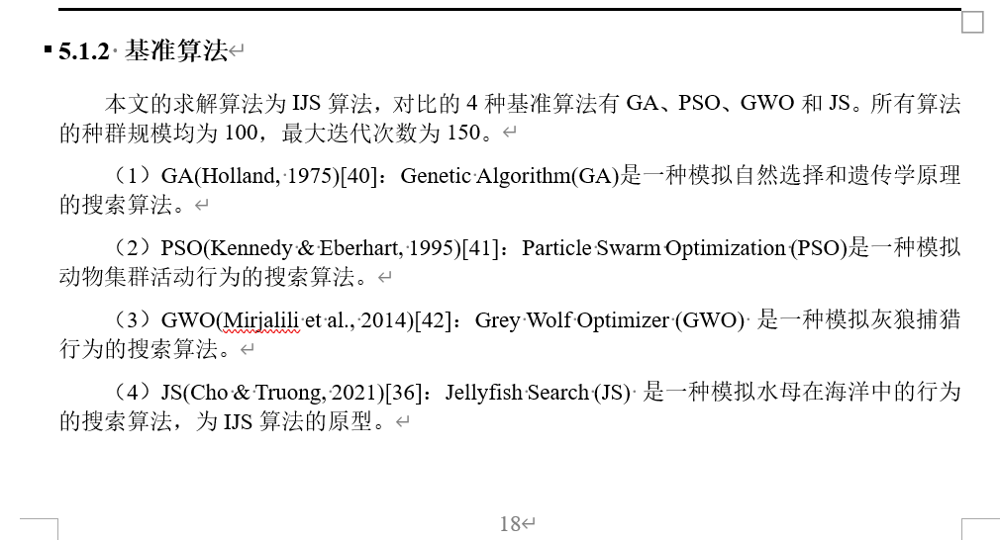 5.1.2 基准算法
本文的求解算法为 IJS 算法，对比的 4 种基准算法有 GA、PSO、GWO 和 JS。所有算法
的种群规模均为 100，最大迭代次数为 150。
（1）GA(Holland, 1975)[40]：Genetic Algorithm(GA)是一种模拟自然选择和遗传学原理
的搜索算法。
（2）PSO(Kennedy & Eberhart, 1995)[41]：Particle Swarm Optimization (PSO)是一种模拟
动物集群活动行为的搜索算法。
（3）GWO(Mirjalili et al., 2014)[42]：Grey Wolf Optimizer (GWO) 是一种模拟灰狼捕猎
行为的搜索算法。
（4）JS(Cho & Truong, 2021)[36]：Jellyfish Search (JS) 是一种模拟水母在海洋中的行为
的搜索算法，为 IJS 算法的原型。
18